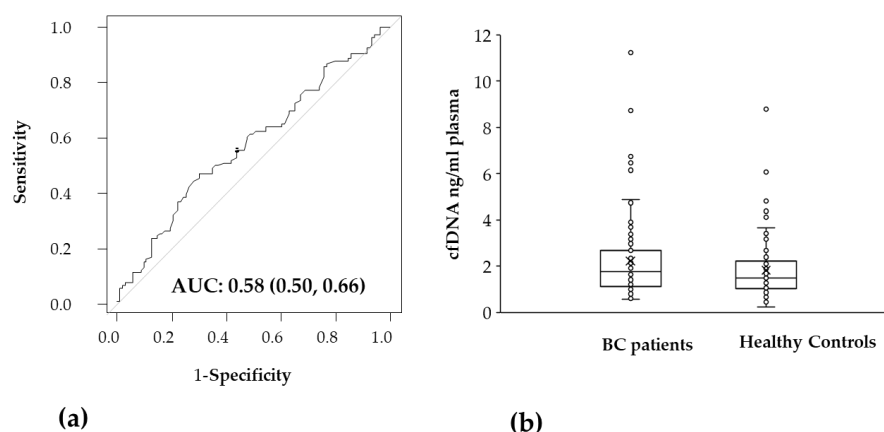 1.0
0.8
0.6
0.4
0.2
0.0
Sensitivity
0.0 0.2 0.4 0.6 0.8 1.0
1-Specificity
AUC: 0.58 (0.50, 0.66)
(a)
12
10
8
6
4
2
0
cfDNA ng/ml plasma
BC patients Healthy Controls
(b)